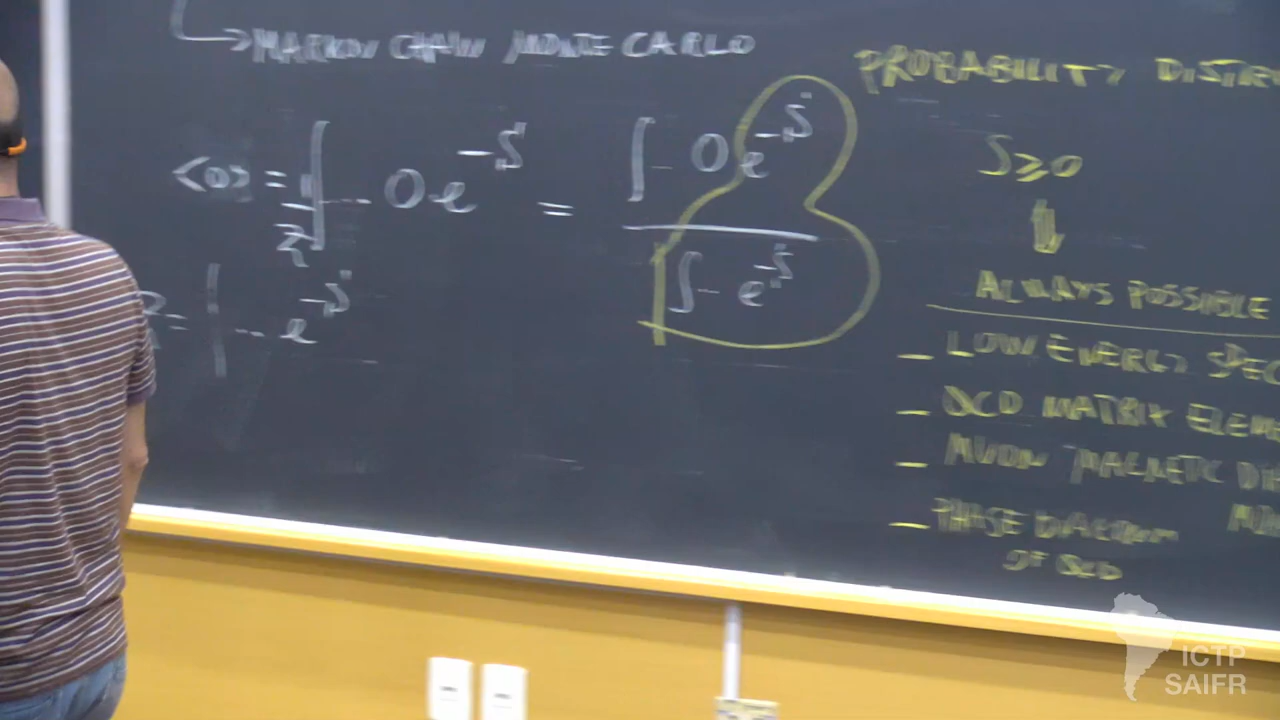 MARKOV CHAIN MONTE CARLO
<O> = 1/Z ∫ -- O e^{-S} = ∫ - O e^{-S} / ∫ - e^{-S}
Z = ∫ --- e^{-S}
PROBABILITY DISTR
S ≥ 0
⇓
ALWAYS POSSIBLE
- LOW ENERGY SPEC
- QCD MATRIX ELEME
- MUON MAGNETIC DI
- PHASE DIAGRAM
OF QCD
ICTP
SAIFR